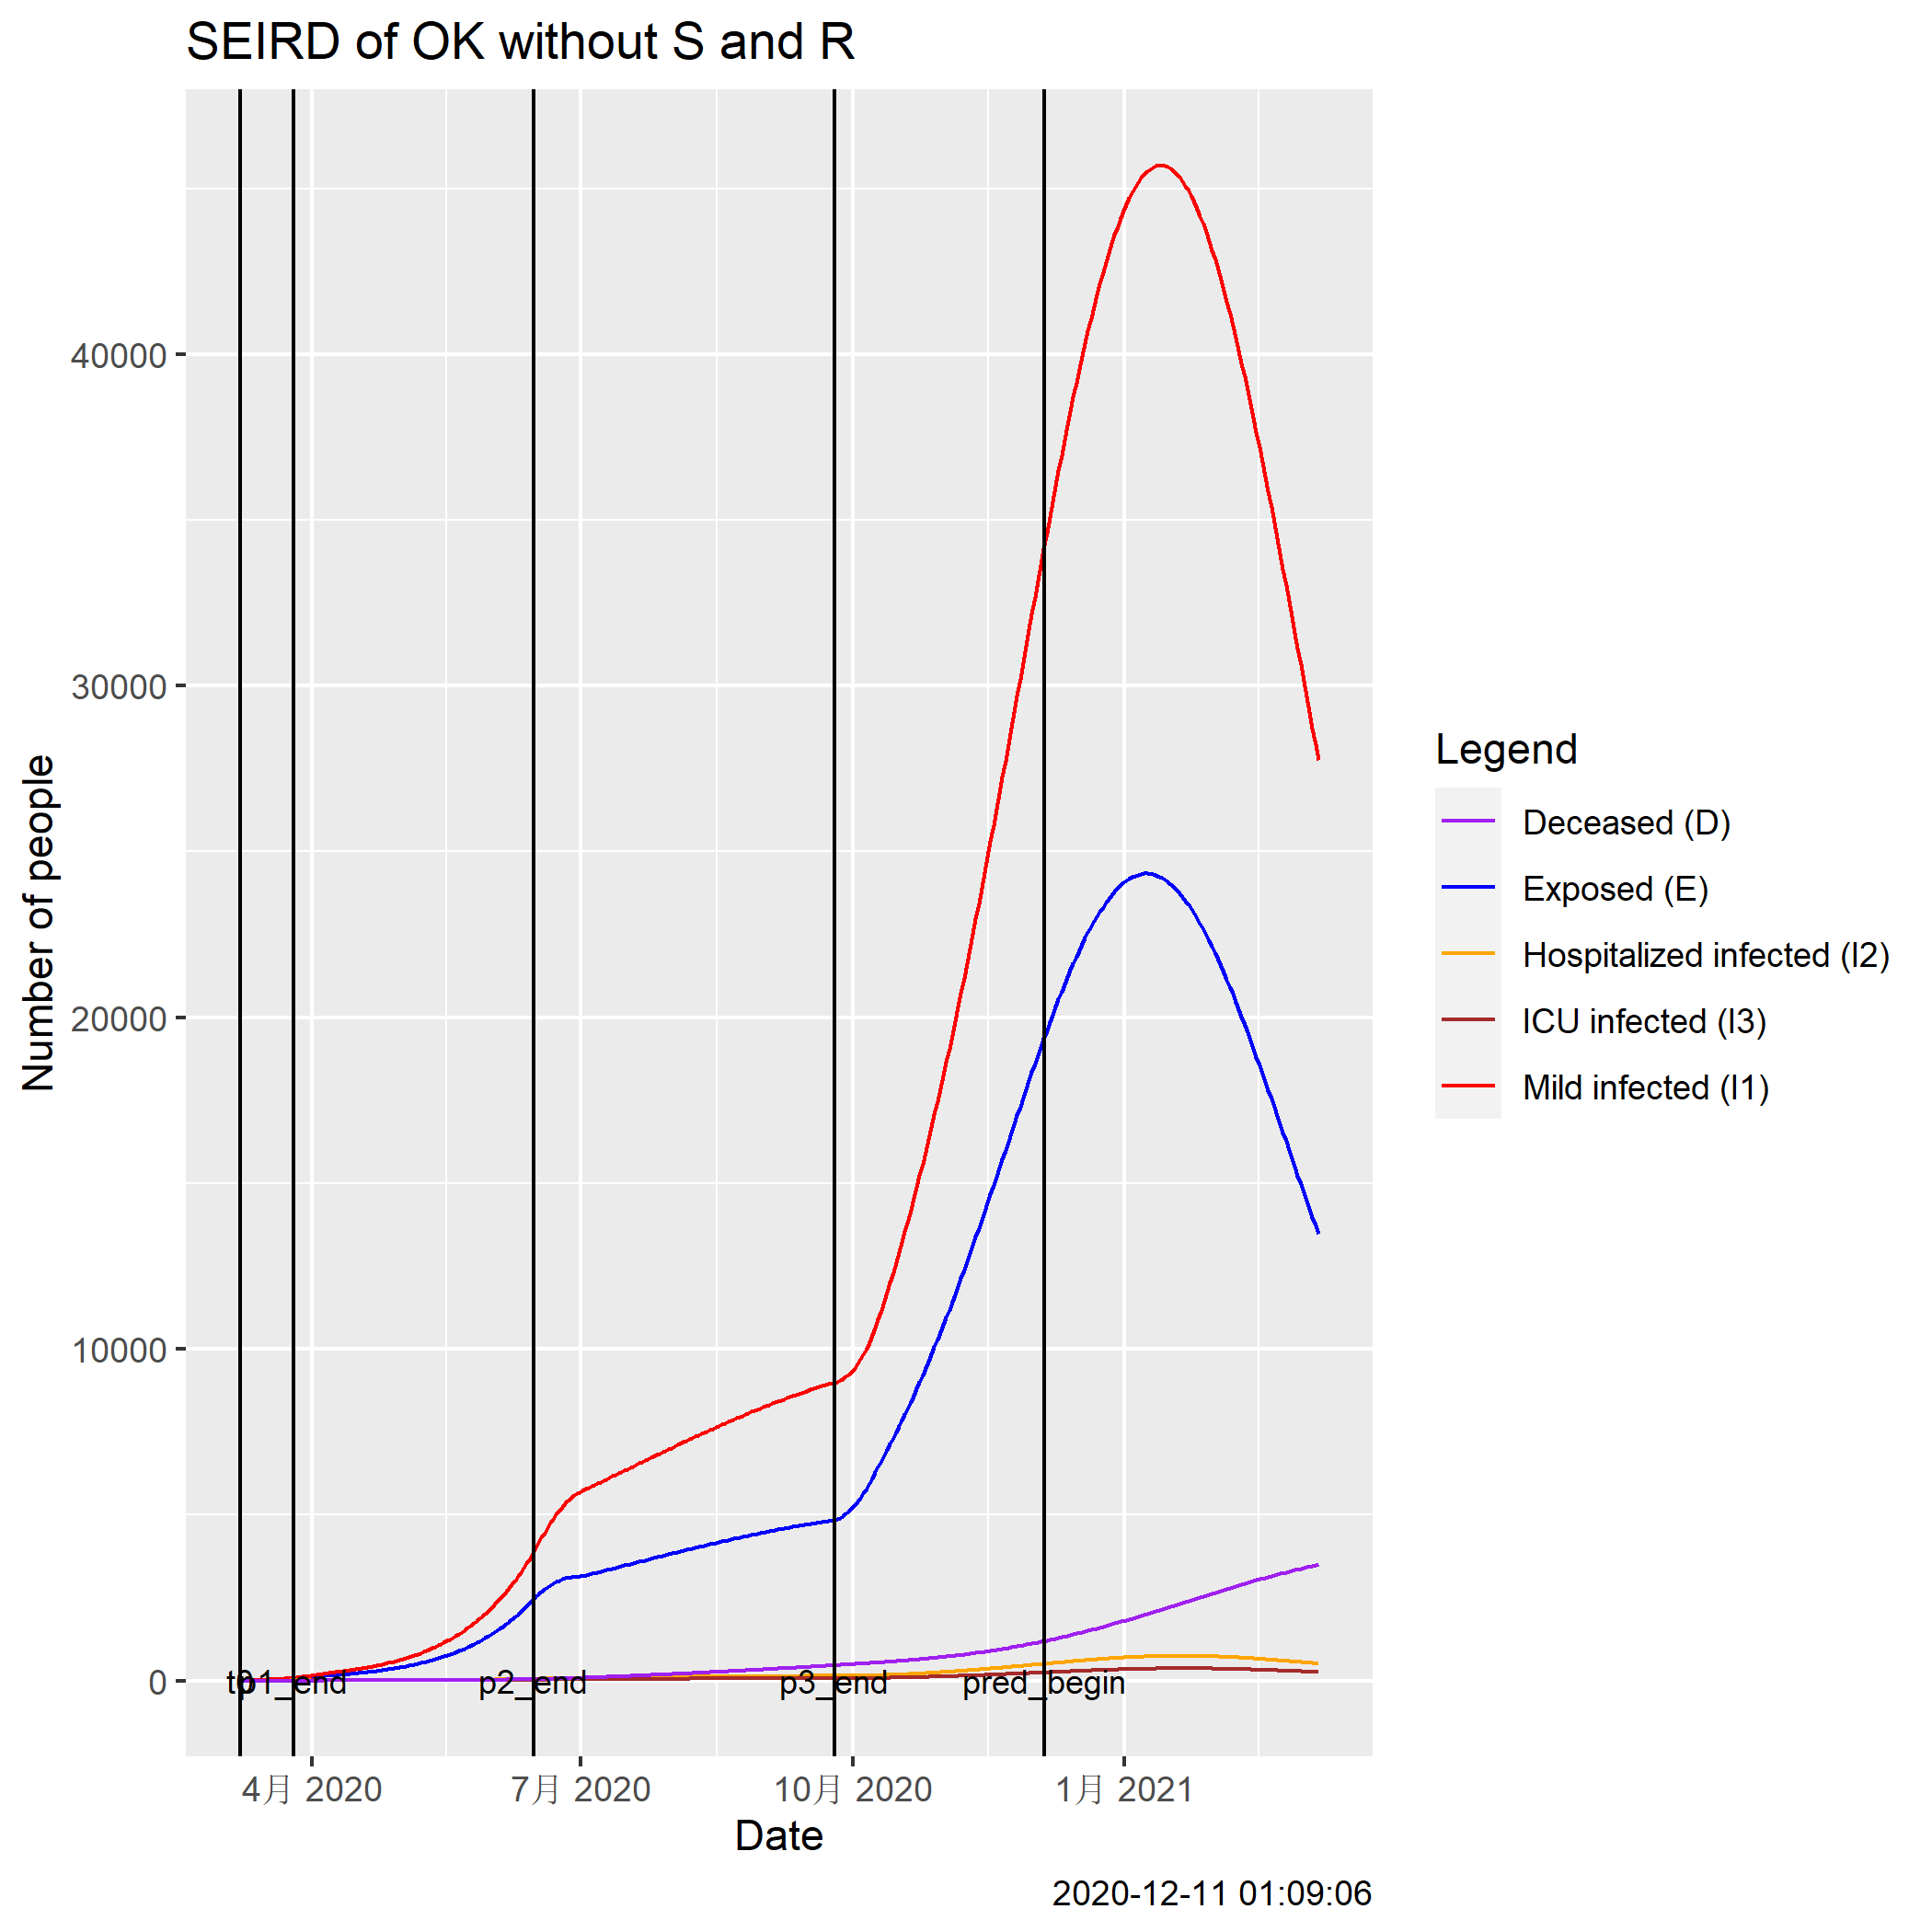 SEIRD of OK without S and R
Number of people
40000
30000
20000
10000
0
t0
p1_end
p2_end
p3_end
pred_begin
4月 2020
7月 2020
10月 2020
1月 2021
Date
Legend
Deceased (D)
Exposed (E)
Hospitalized infected (I2)
ICU infected (I3)
Mild infected (I1)
2020-12-11 01:09:06